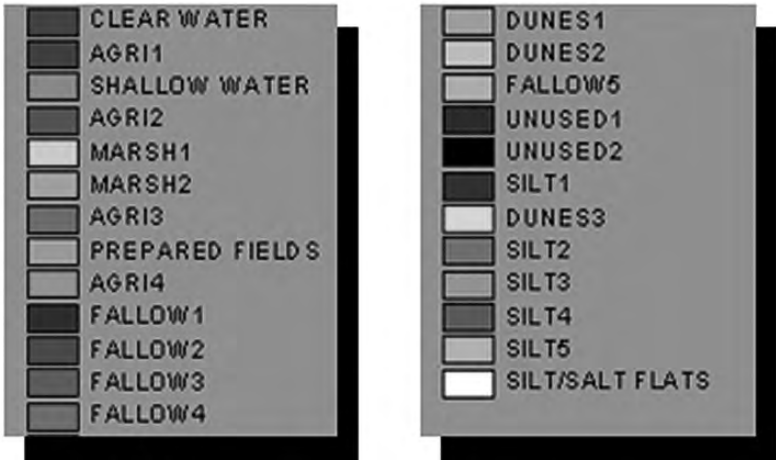 CLEAR WATER
AGRI1
SHALLOW WATER
AGRI2
MARSH1
MARSH2
AGRI3
PREPARED FIELDS
AGRI4
FALLOW1
FALLOW2
FALLOW3
FALLOW4
DUNES1
DUNES2
FALLOW5
UNUSED1
UNUSED2
SILT1
DUNES3
SILT2
SILT3
SILT4
SILT5
SILT/SALT FLATS